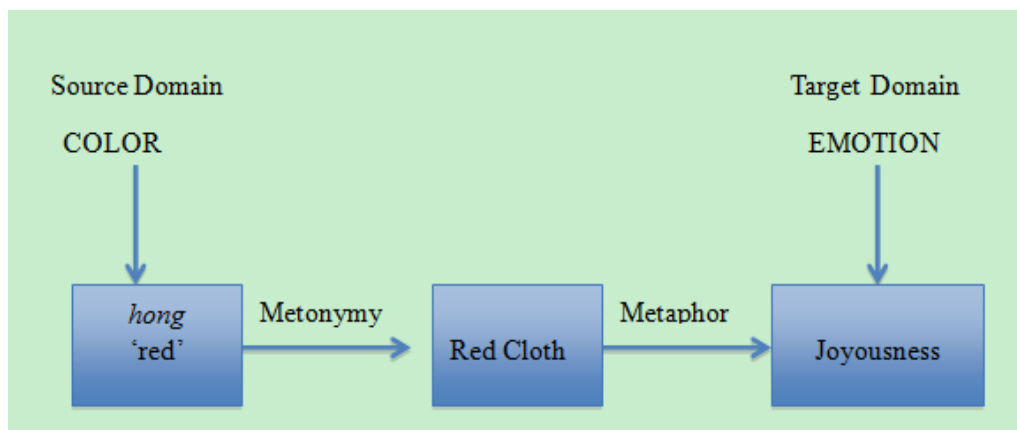 Source Domain
Target Domain
COLOR
EMOTION
hong
‘red’
Metonymy
Red Cloth
Metaphor
Joyousness